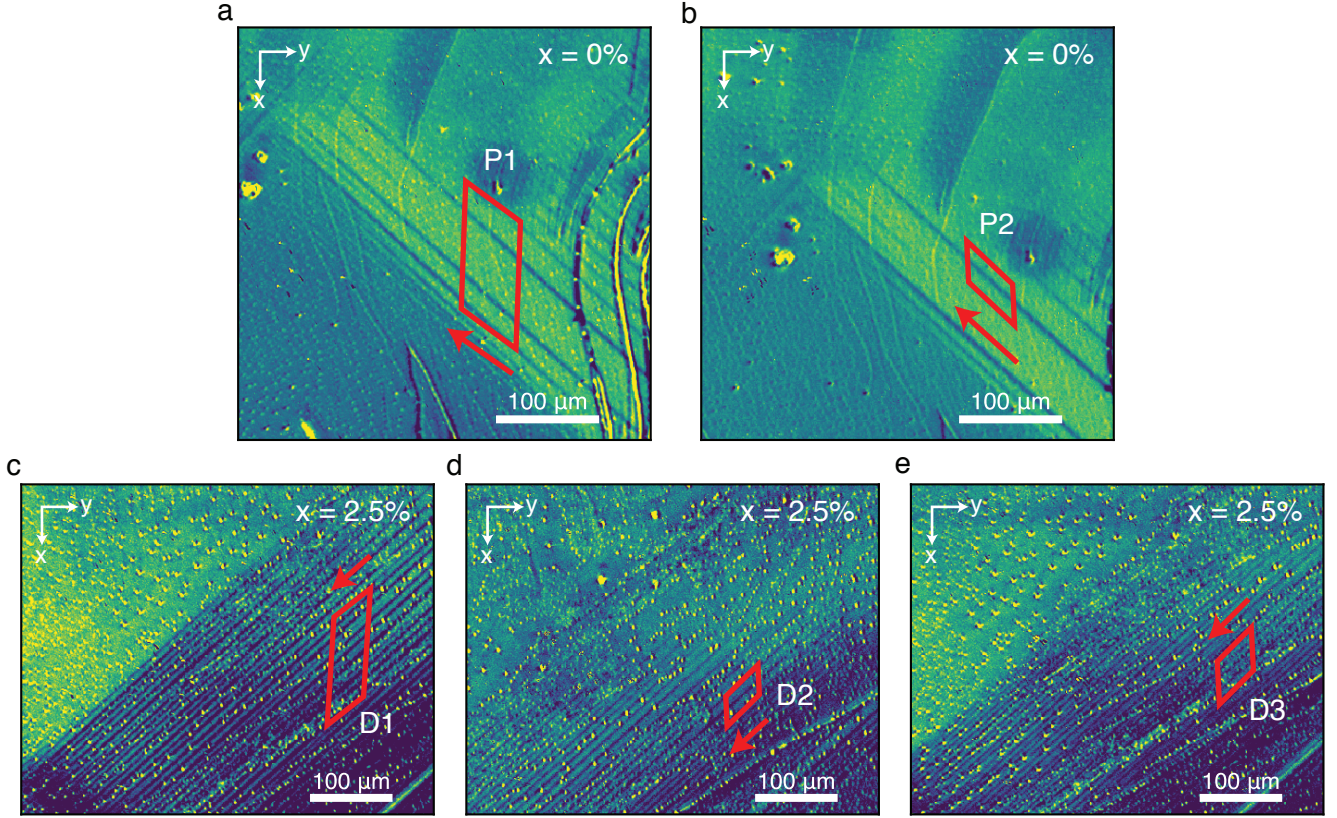 a
y
x
x = 0%
P1
100 µm
b
y
x
x = 0%
P2
100 µm
c
y
x
x = 2.5%
D1
100 µm
d
y
x
x = 2.5%
D2
100 µm
e
y
x
x = 2.5%
D3
100 µm